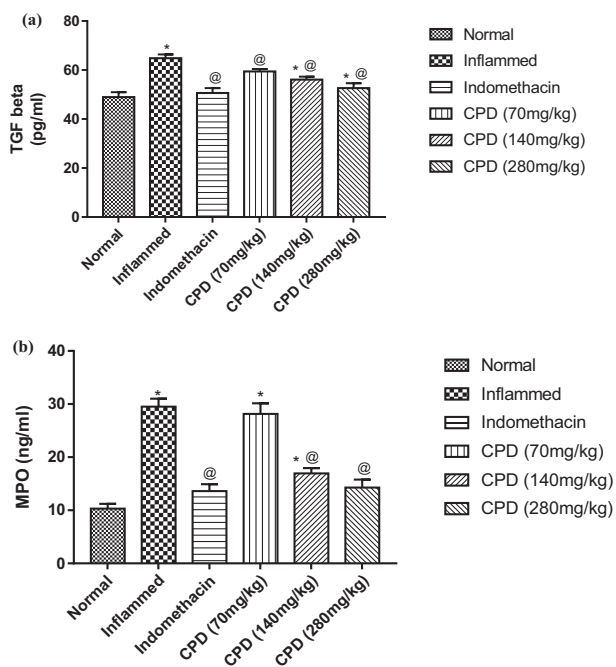 (a)
TGF beta
(pg/ml)
80
60
40
20
0
*
@
@
* @
* @
Normal
Inflammed
Indomethacin
CPD (70mg/kg)
CPD (140mg/kg)
CPD (280mg/kg)
Normal
Inflammed
Indomethacin
CPD (70mg/kg)
CPD (140mg/kg)
CPD (280mg/kg)
(b)
MPO (ng/ml)
40
30
20
10
0
*
@
*
* @
@
Normal
Inflammed
Indomethacin
CPD (70mg/kg)
CPD (140mg/kg)
CPD (280mg/kg)
Normal
Inflammed
Indomethacin
CPD (70mg/kg)
CPD (140mg/kg)
CPD (280mg/kg)